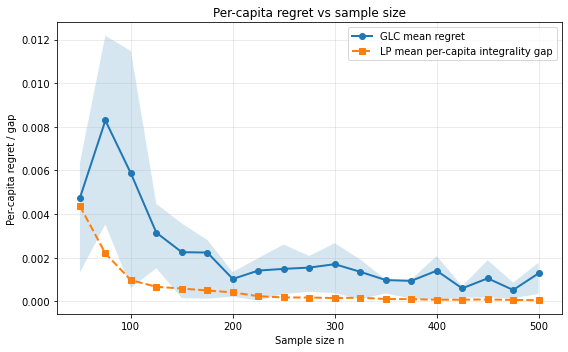 Per-capita regret vs sample size
GLC mean regret
LP mean per-capita integrality gap
Per-capita regret / gap
0.012
0.010
0.008
0.006
0.004
0.002
0.000
100
200
300
400
500
Sample size n